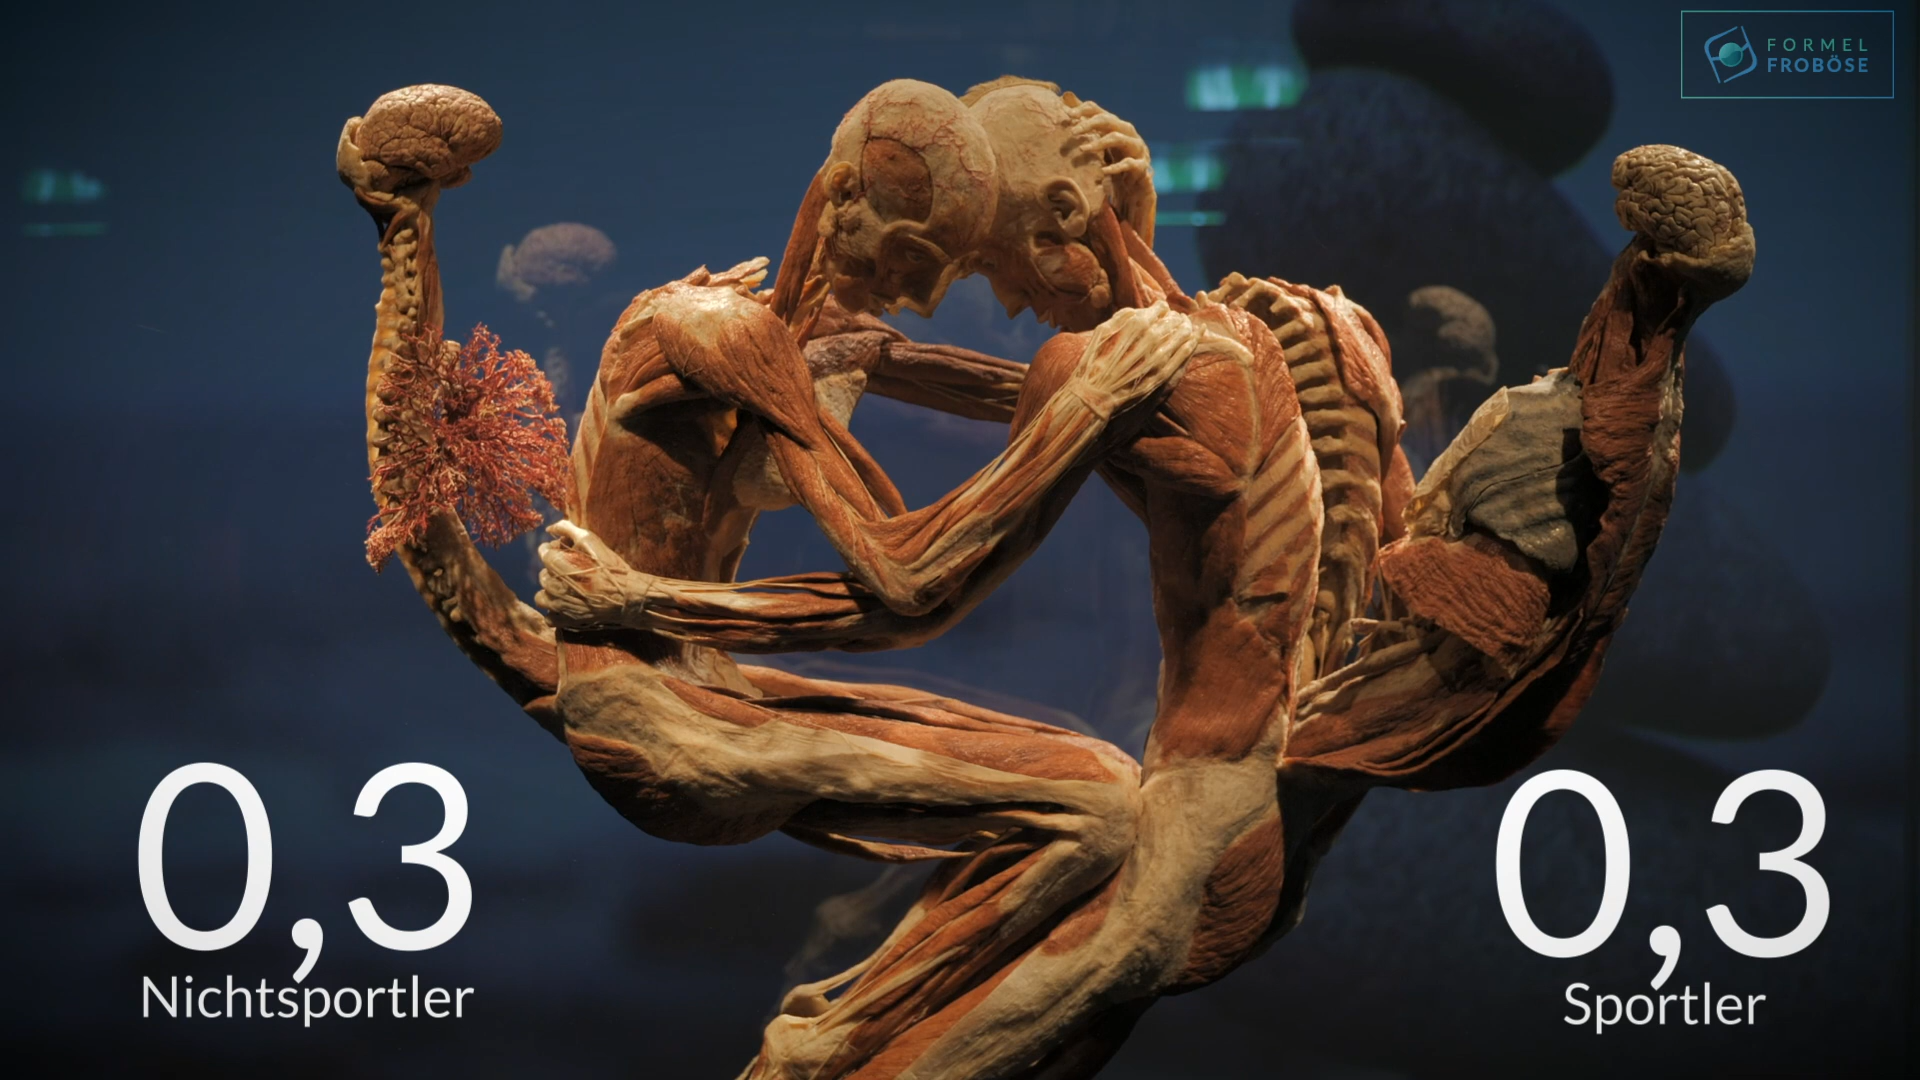 FORMEL
FROBÖSE
0,3
Nichtsportler
0,3
Sportler